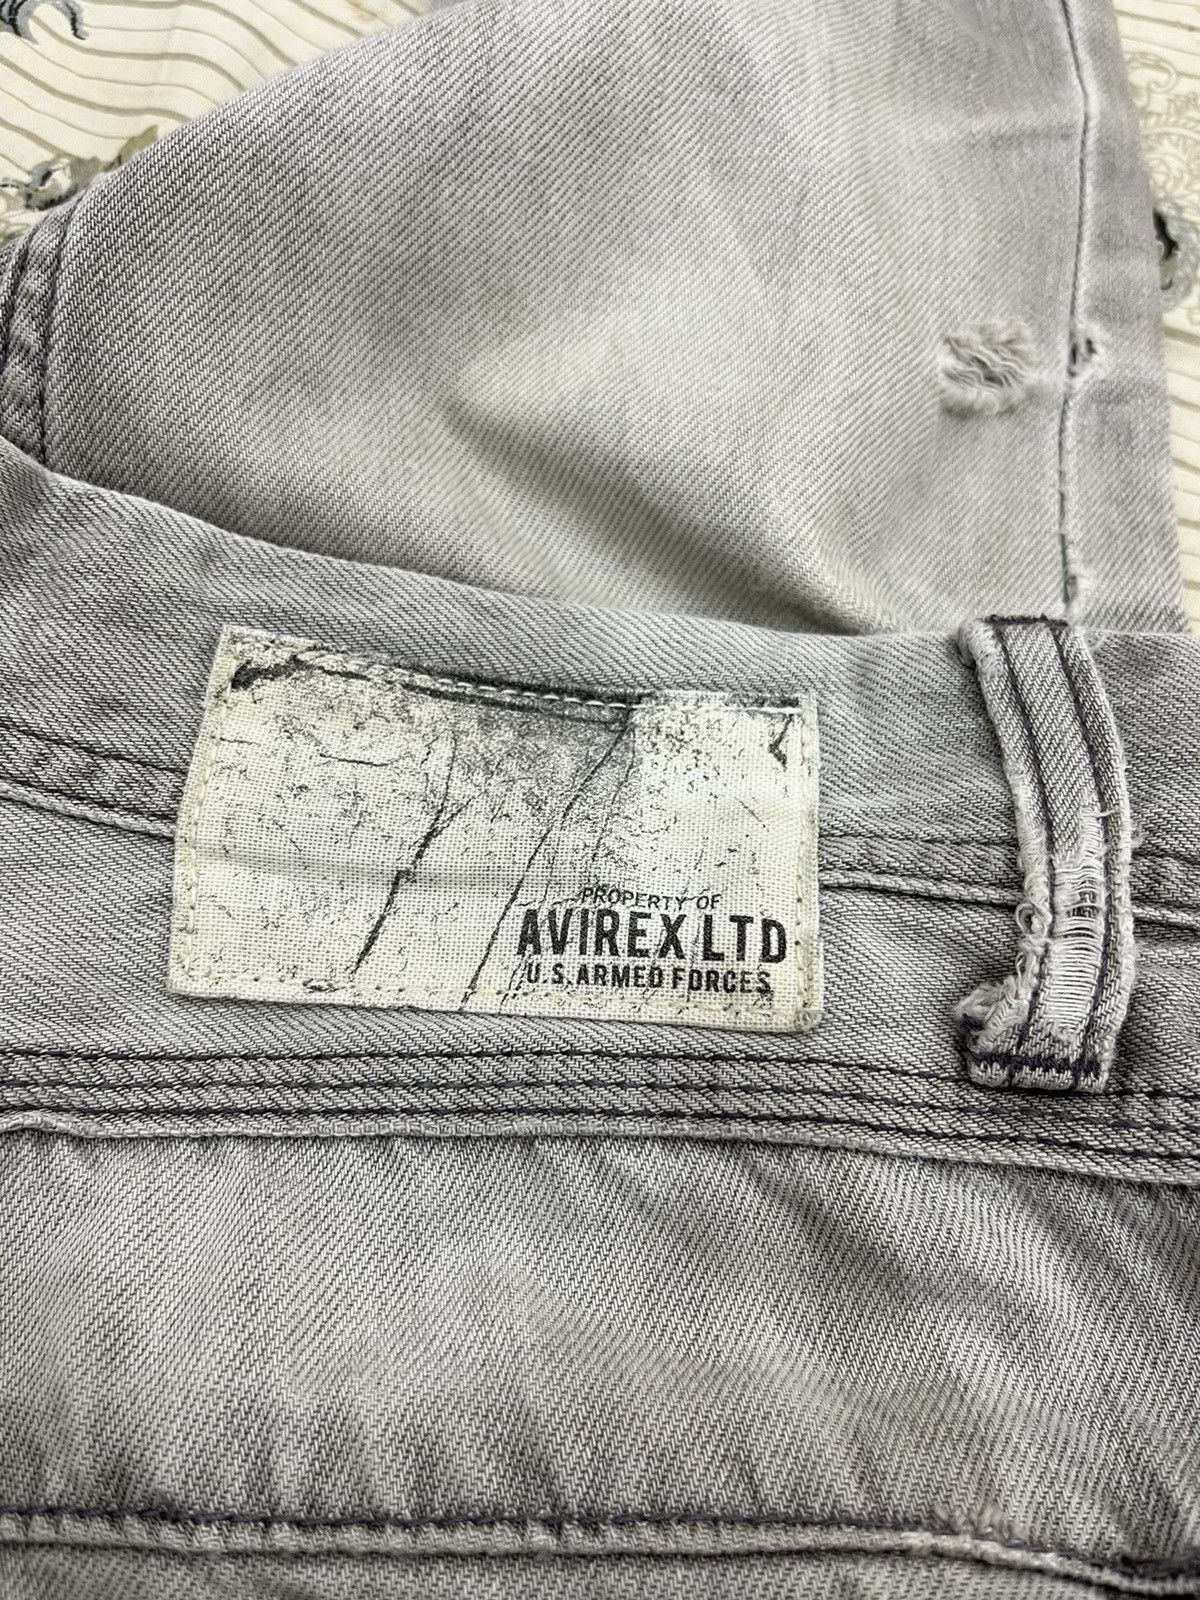 PROPERTY OF
AVIREX LTD
U.S. ARMED FORCES